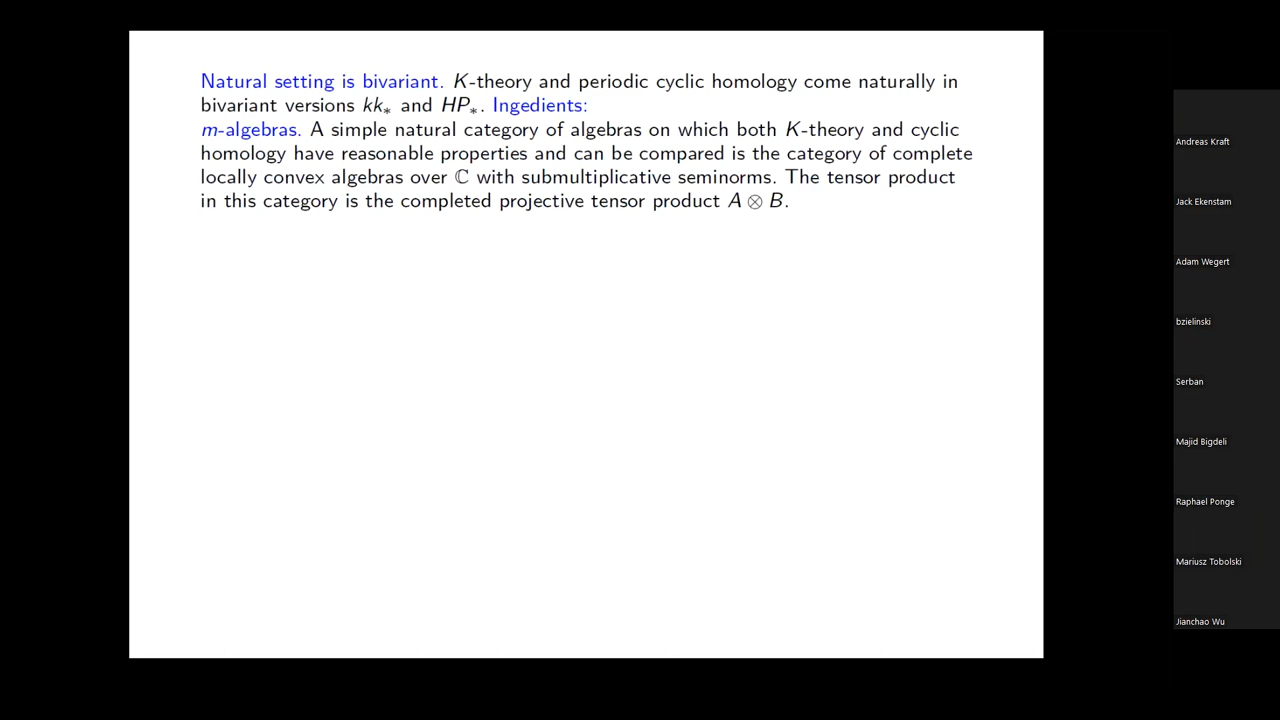 Natural setting is bivariant. K-theory and periodic cyclic homology come naturally in
bivariant versions kk∗ and HP∗. Ingedients:
m-algebras. A simple natural category of algebras on which both K-theory and cyclic
homology have reasonable properties and can be compared is the category of complete
locally convex algebras over ℂ with submultiplicative seminorms. The tensor product
in this category is the completed projective tensor product A ⊗ B.
Andreas Kraft
Jack Ekenstam
Adam Wegert
bzielinski
Serban
Majid Bigdeli
Raphael Ponge
Mariusz Tobolski
Jianchao Wu